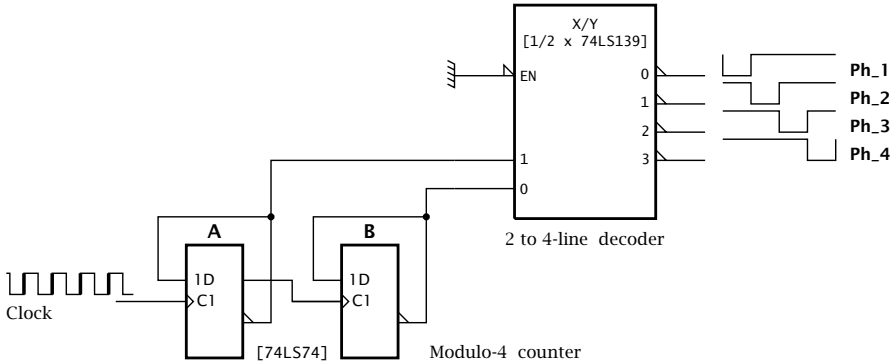 X/Y
[1/2 x 74LS139]
EN
0
1
2
3
1
0
Ph_1
Ph_2
Ph_3
Ph_4
2 to 4-line decoder
A
B
1D
C1
1D
C1
Clock
[74LS74]
Modulo-4 counter